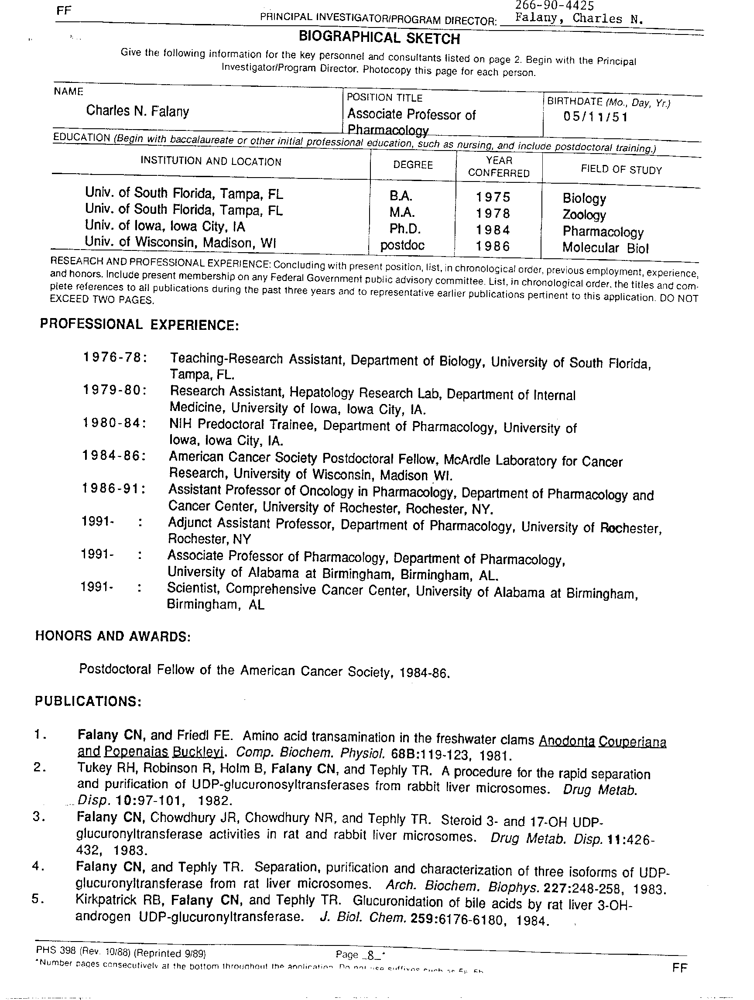 FF
266-90-4425
PRINCIPAL INVESTIGATOR/PROGRAM DIRECTOR: Falany, Charles N.
BIOGRAPHICAL SKETCH
Give the following information for the key personnel and consultants listed on page 2. Begin with the Principal
Investigator/Program Director. Photocopy this page for each person.
NAME
Charles N. Falany
POSITION TITLE
Associate Professor of
Pharmacology
BIRTHDATE (Mo., Day, Yr.)
05/11/51
EDUCATION (Begin with baccalaureate or other initial professional education, such as nursing, and include postdoctoral training.)
INSTITUTION AND LOCATION DEGREE YEAR CONFERRED FIELD OF STUDY
Univ. of South Florida, Tampa, FL B.A. 1975 Biology
Univ. of South Florida, Tampa, FL M.A. 1978 Zoology
Univ. of Iowa, Iowa City, IA Ph.D. 1984 Pharmacology
Univ. of Wisconsin, Madison, WI postdoc 1986 Molecular Biol
RESEARCH AND PROFESSIONAL EXPERIENCE: Concluding with present position, list, in chronological order, previous employment, experience,
and honors. Include present membership on any Federal Government public advisory committee. List, in chronological order, the titles and com-
plete references to all publications during the past three years and to representative earlier publications pertinent to this application. DO NOT
EXCEED TWO PAGES.
PROFESSIONAL EXPERIENCE:
1976-78: Teaching-Research Assistant, Department of Biology, University of South Florida,
Tampa, FL.
1979-80: Research Assistant, Hepatology Research Lab, Department of Internal
Medicine, University of Iowa, Iowa City, IA.
1980-84: NIH Predoctoral Trainee, Department of Pharmacology, University of
Iowa, Iowa City, IA.
1984-86: American Cancer Society Postdoctoral Fellow, McArdle Laboratory for Cancer
Research, University of Wisconsin, Madison WI.
1986-91: Assistant Professor of Oncology in Pharmacology, Department of Pharmacology and
Cancer Center, University of Rochester, Rochester, NY.
1991- : Adjunct Assistant Professor, Department of Pharmacology, University of Rochester,
Rochester, NY
1991- : Associate Professor of Pharmacology, Department of Pharmacology,
University of Alabama at Birmingham, Birmingham, AL.
1991- : Scientist, Comprehensive Cancer Center, University of Alabama at Birmingham,
Birmingham, AL
HONORS AND AWARDS:
Postdoctoral Fellow of the American Cancer Society, 1984-86.
PUBLICATIONS:
1. Falany CN, and Friedl FE. Amino acid transamination in the freshwater clams Anodonta Couperiana
and Popenaias Buckleyi. Comp. Biochem. Physiol. 68B:119-123, 1981.
2. Tukey RH, Robinson R, Holm B, Falany CN, and Tephly TR. A procedure for the rapid separation
and purification of UDP-glucuronosyltransferases from rabbit liver microsomes. Drug Metab.
Disp. 10:97-101, 1982.
3. Falany CN, Chowdhury JR, Chowdhury NR, and Tephly TR. Steroid 3- and 17-OH UDP-
glucuronyltransferase activities in rat and rabbit liver microsomes. Drug Metab. Disp. 11:426-
432, 1983.
4. Falany CN, and Tephly TR. Separation, purification and characterization of three isoforms of UDP-
glucuronyltransferase from rat liver microsomes. Arch. Biochem. Biophys. 227:248-258, 1983.
5. Kirkpatrick RB, Falany CN, and Tephly TR. Glucuronidation of bile acids by rat liver 3-OH-
androgen UDP-glucuronyltransferase. J. Biol. Chem. 259:6176-6180, 1984.
PHS 398 (Rev. 10/88) (Reprinted 9/89) Page 8 *
*Number pages consecutively at the bottom throughout the application. Do not use suffixes such as
FF